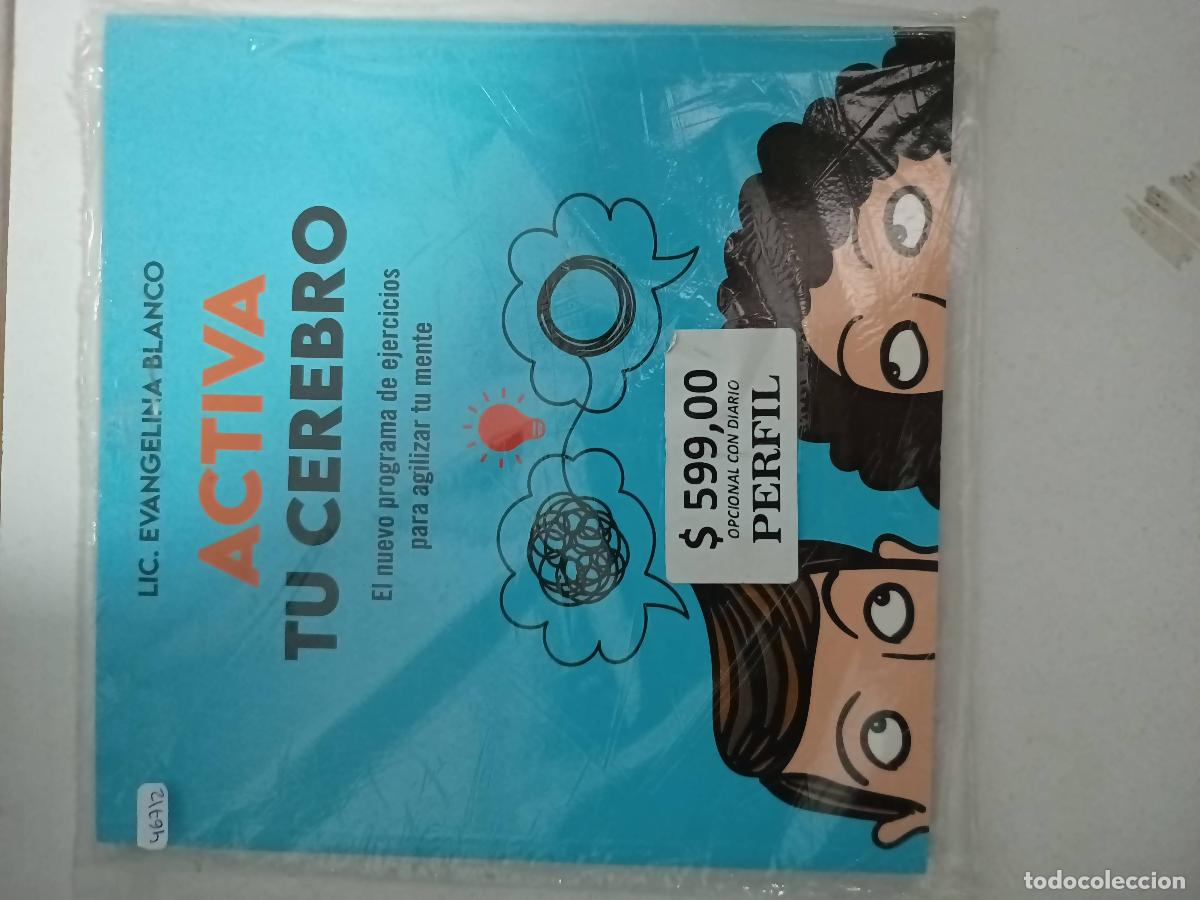 LIC. EVANGELINA BLANCO
ACTIVA
TU CEREBRO
El nuevo programa de ejercicios
para agilizar tu mente
$ 599,00
OPCIONAL CON DIARIO
PERFIL
46712
todocoleccion